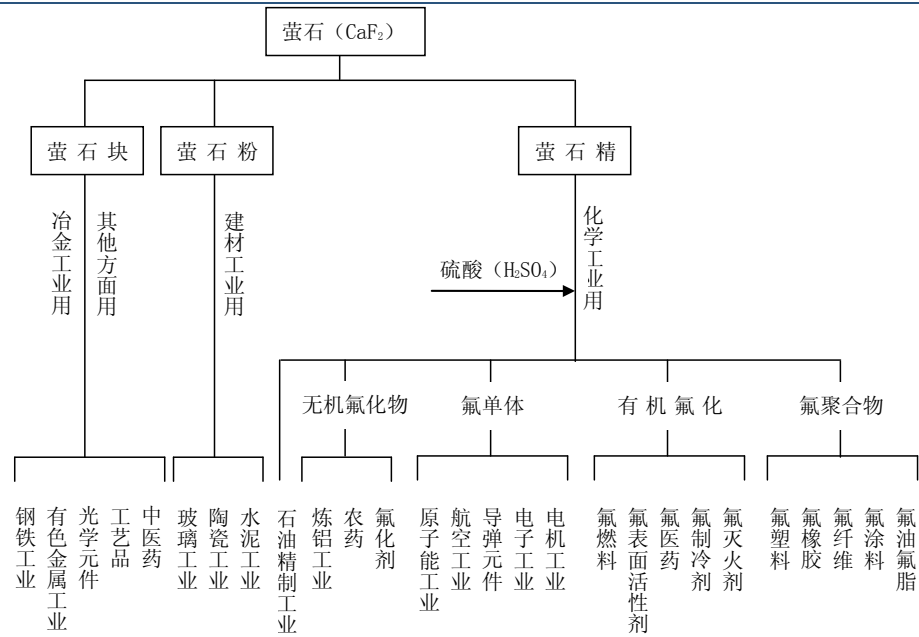 萤石（CaF₂）
萤石块
萤石粉
萤石精
冶金工业用
其他方面用
建材工业用
化学工业用
硫酸（H₂SO₄）
无机氟化物
氟单体
有机氟化
氟聚合物
钢铁工业
有色金属工业
光学元件
工艺品
中医药
玻璃工业
陶瓷工业
水泥工业
石油精制工业
炼铝工业
农药
氟化剂
原子能工业
航空工业
导弹元件
电子工业
电机工业
氟燃料
氟表面活性剂
氟医药
氟制冷剂
氟灭火剂
氟塑料
氟橡胶
氟纤维
氟涂料
氟油氟脂